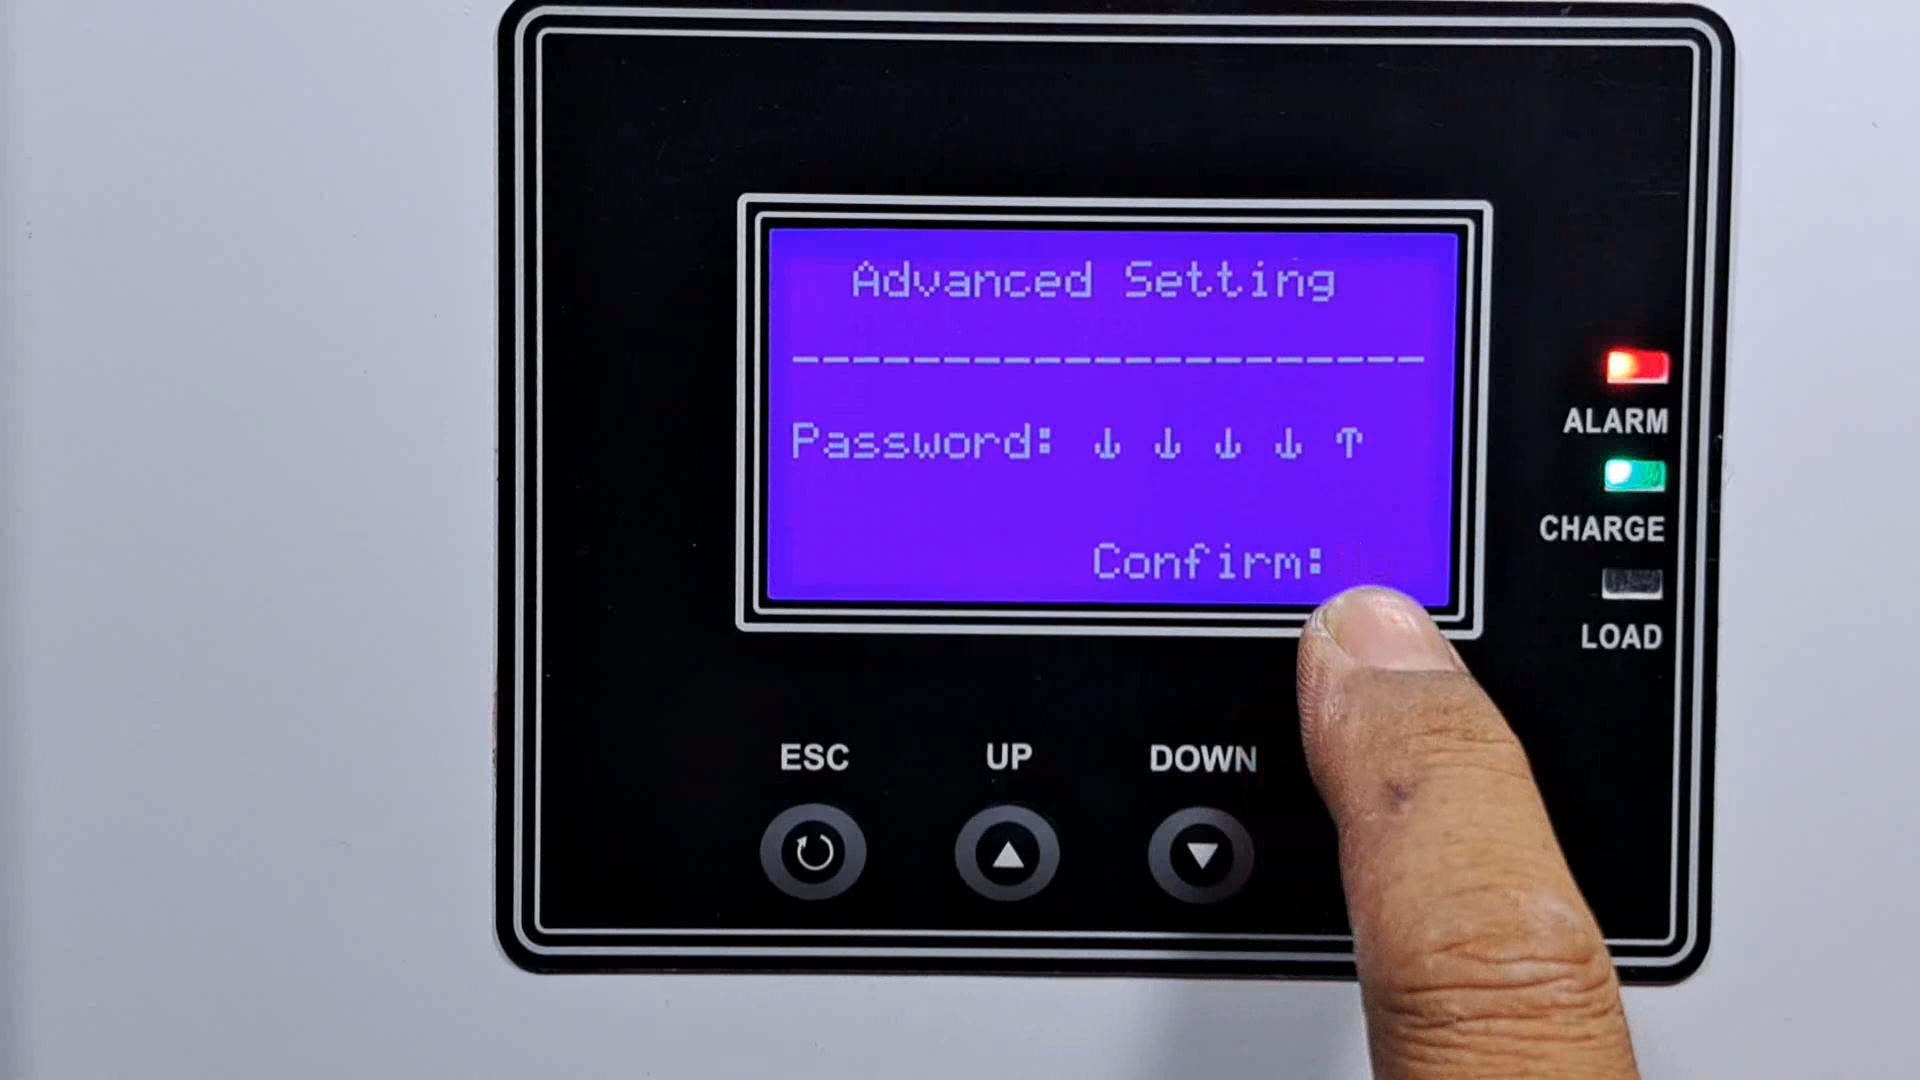 Advanced Setting
---------------------
Password: ↓ ↓ ↓ ↓ ↑
Confirm:
ALARM
CHARGE
LOAD
ESC UP DOWN